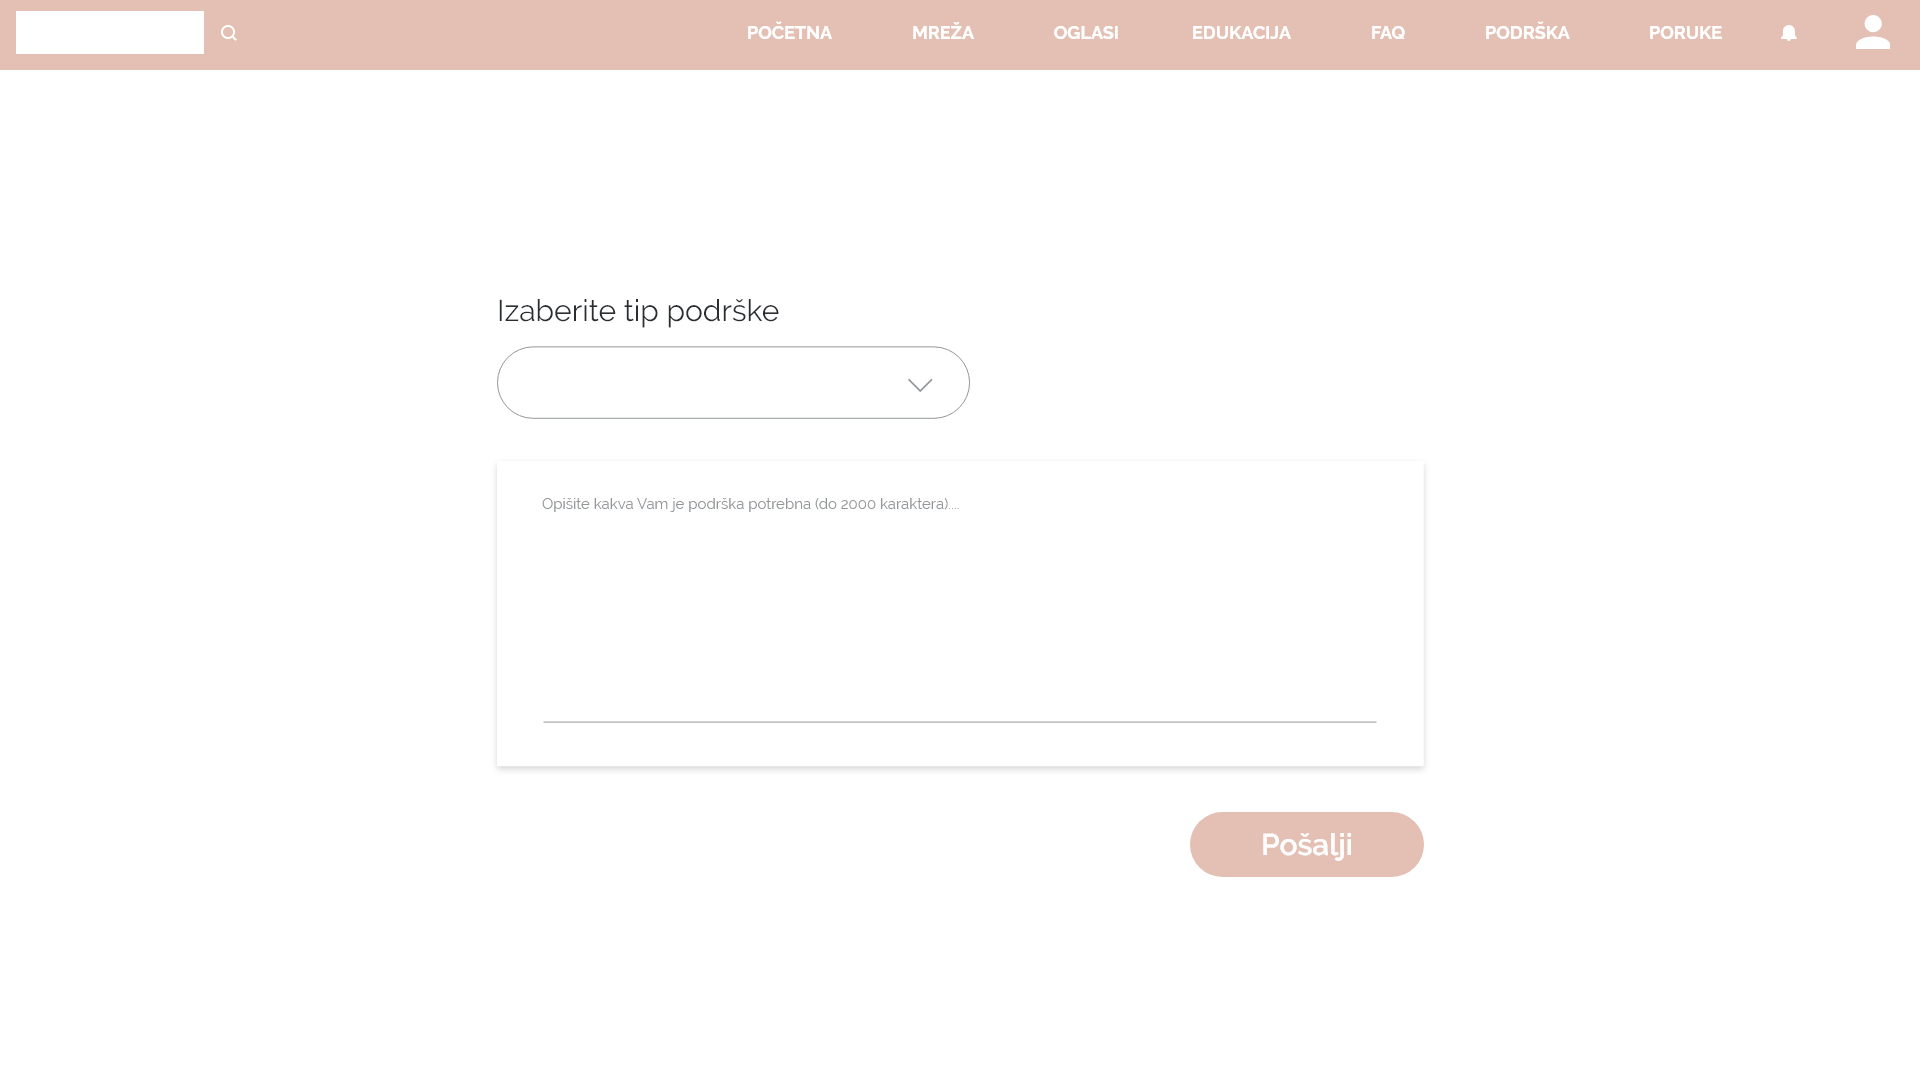 POČETNA
MREŽA
OGLASI
EDUKACIJA
FAQ
PODRŠKA
PORUKE
Izaberite tip podrške
Opišite kakva Vam je podrška potrebna (do 2000 karaktera)....
Pošalji